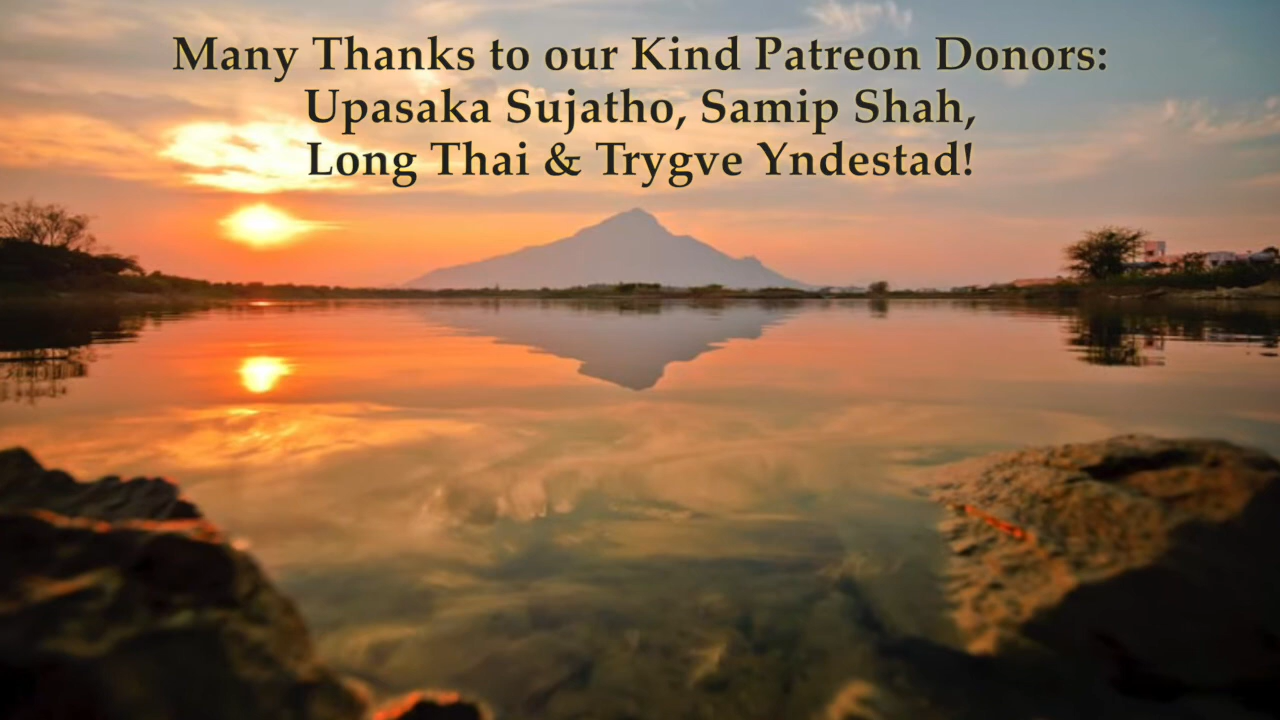 Many Thanks to our Kind Patreon Donors:
Upasaka Sujatho, Samip Shah,
Long Thai & Trygve Yndestad!